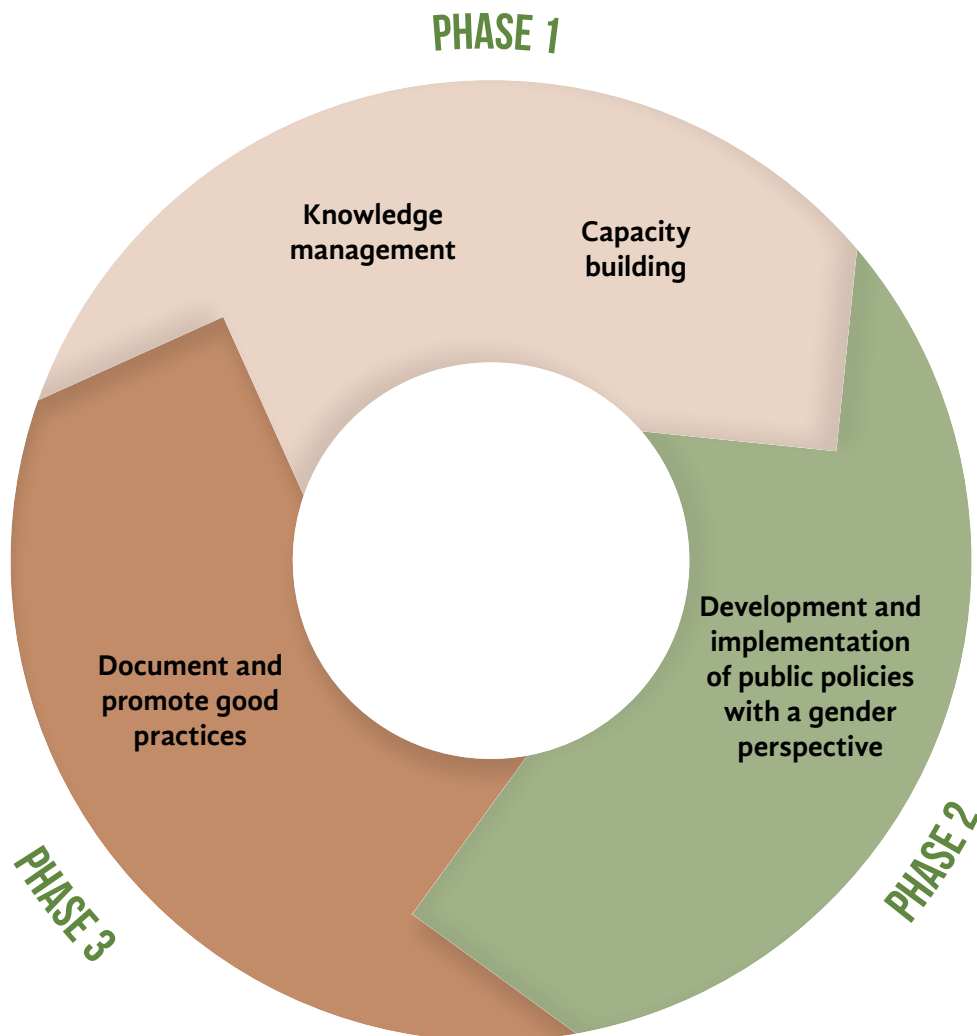 PHASE 1
Knowledge
management
Capacity
building
Development and
implementation
of public policies
with a gender
perspective
PHASE 2
Document and
promote good
practices
PHASE 3